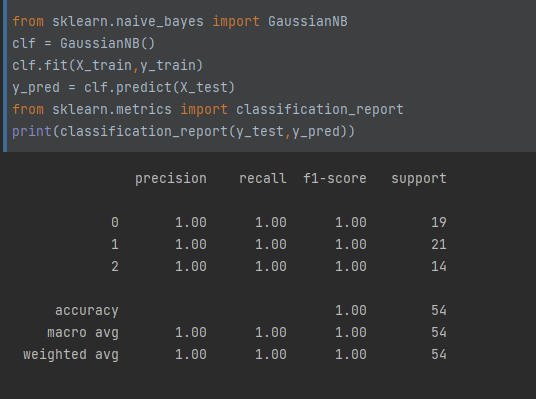 from sklearn.naive_bayes import GaussianNB
clf = GaussianNB()
clf.fit(X_train,y_train)
y_pred = clf.predict(X_test)
from sklearn.metrics import classification_report
print(classification_report(y_test,y_pred))
precision recall f1-score support
0 1.00 1.00 1.00 19
1 1.00 1.00 1.00 21
2 1.00 1.00 1.00 14
accuracy 1.00 54
macro avg 1.00 1.00 1.00 54
weighted avg 1.00 1.00 1.00 54